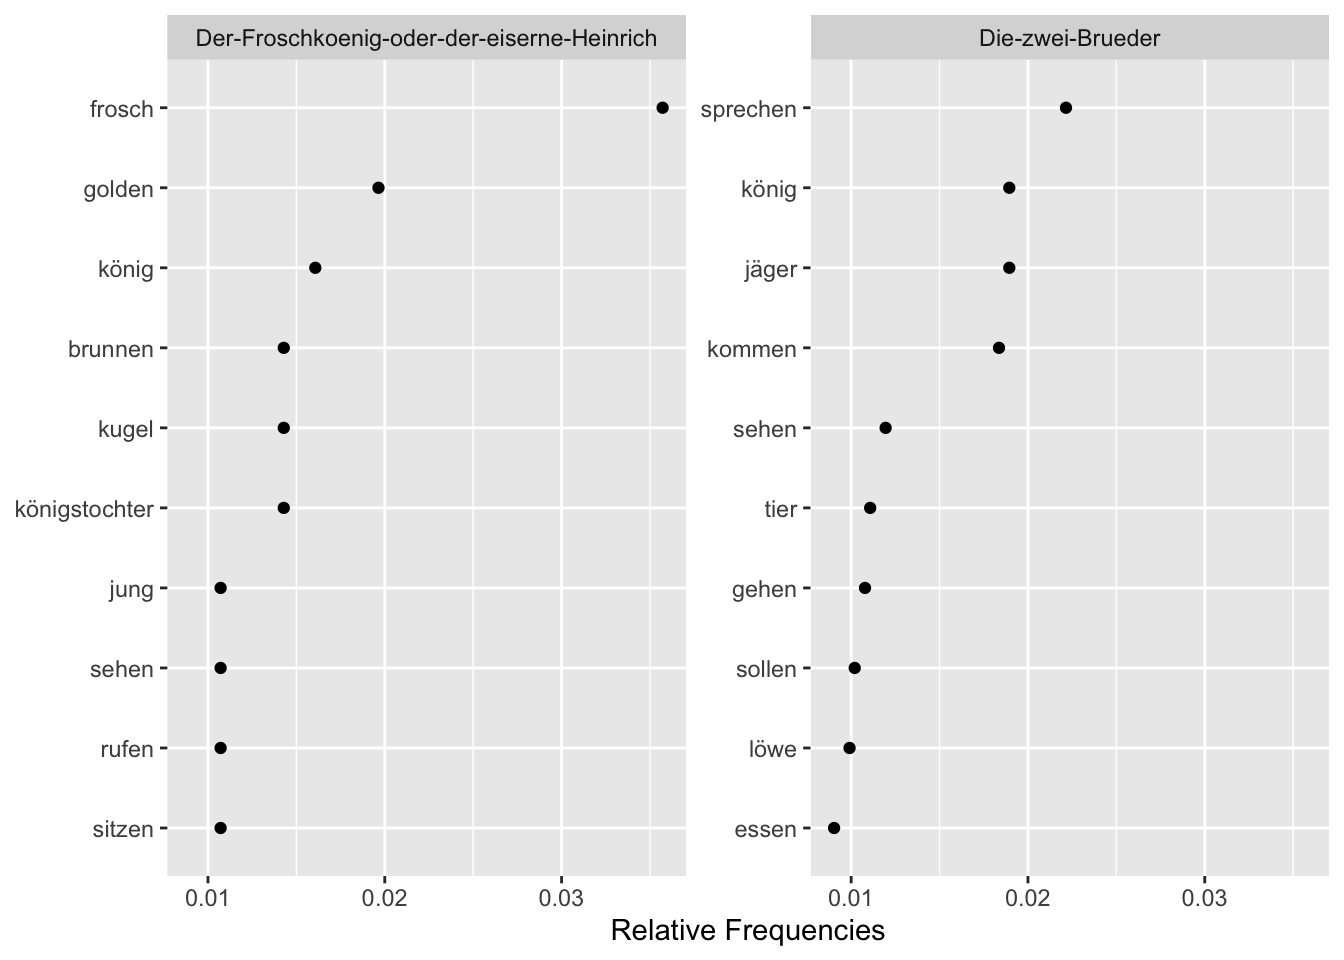 Der-Froschkoenig-oder-der-eiserne-Heinrich
frosch
golden
könig
brunnen
kugel
königstochter
jung
sehen
rufen
sitzen
0.01 0.02 0.03
Die-zwei-Brueder
sprechen
könig
jäger
kommen
sehen
tier
gehen
sollen
löwe
essen
0.01 0.02 0.03
Relative Frequencies